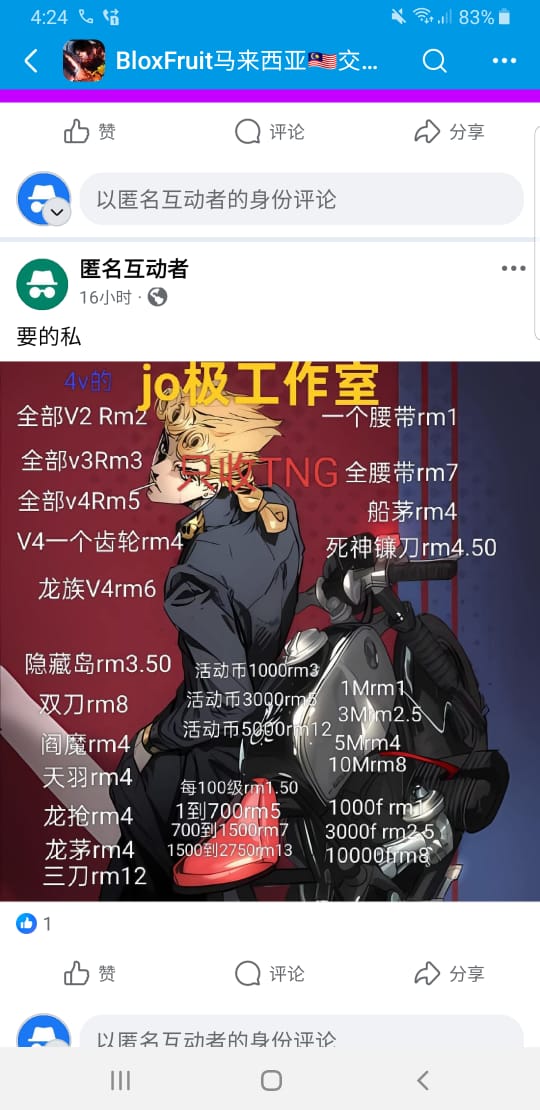 4:24
83%
BloxFruit马来西亚🇲🇾交...
赞
评论
分享
以匿名互动者的身份评论
匿名互动者
16小时 ·
要的私
4v的
jo极工作室
全部V2 Rm2
一个腰带rm1
全部v3Rm3
只收TNG
全腰带rm7
全部v4Rm5
船茅rm4
V4一个齿轮rm4
死神镰刀rm4.50
龙族V4rm6
隐藏岛rm3.50
活动币1000rm3
双刀rm8
活动币3000rm5
1Mrm1
阎魔rm4
活动币5000rm12
3Mrm2.5
5Mrm4
天羽rm4
10Mrm8
每100级rm1.50
龙抢rm4
1到700rm5
1000f rm1
700到1500rm7
3000f rm2.5
龙茅rm4
1500到2750rm13
10000frm8
三刀rm12
1
赞
评论
分享
以匿名互动者的身份评论